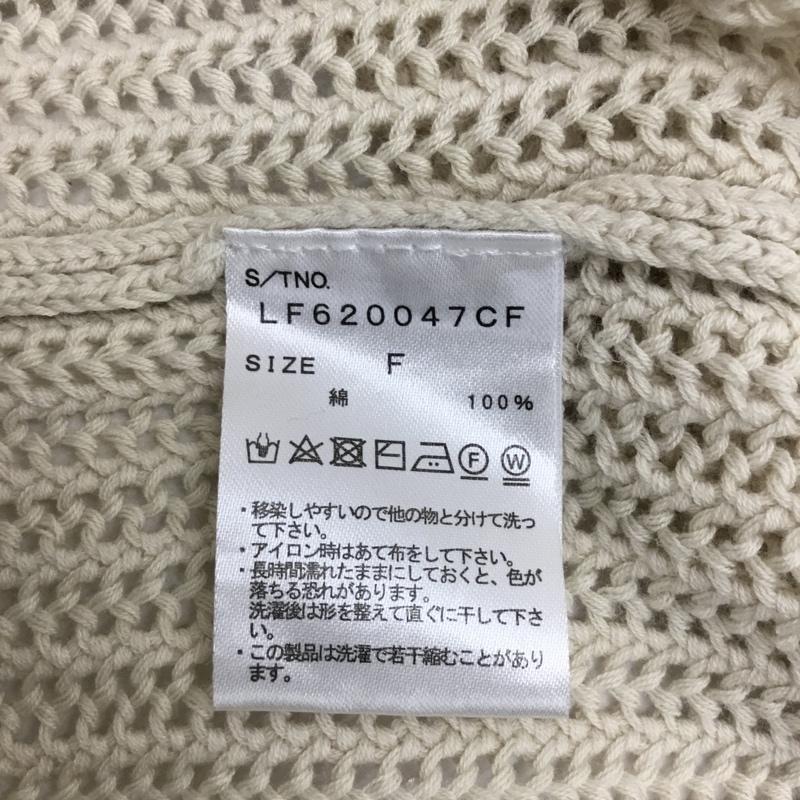 S/TNO.
LF620047CF
SIZE F
綿 100%
F W
・移染しやすいので他の物と分けて洗っ
て下さい。
・アイロン時はあて布をして下さい。
・長時間濡れたままにしておくと、色が
落ちる恐れがあります。
洗濯後は形を整えて直ぐに干して下さ
い。
・この製品は洗濯で若干縮むことがあり
ます。